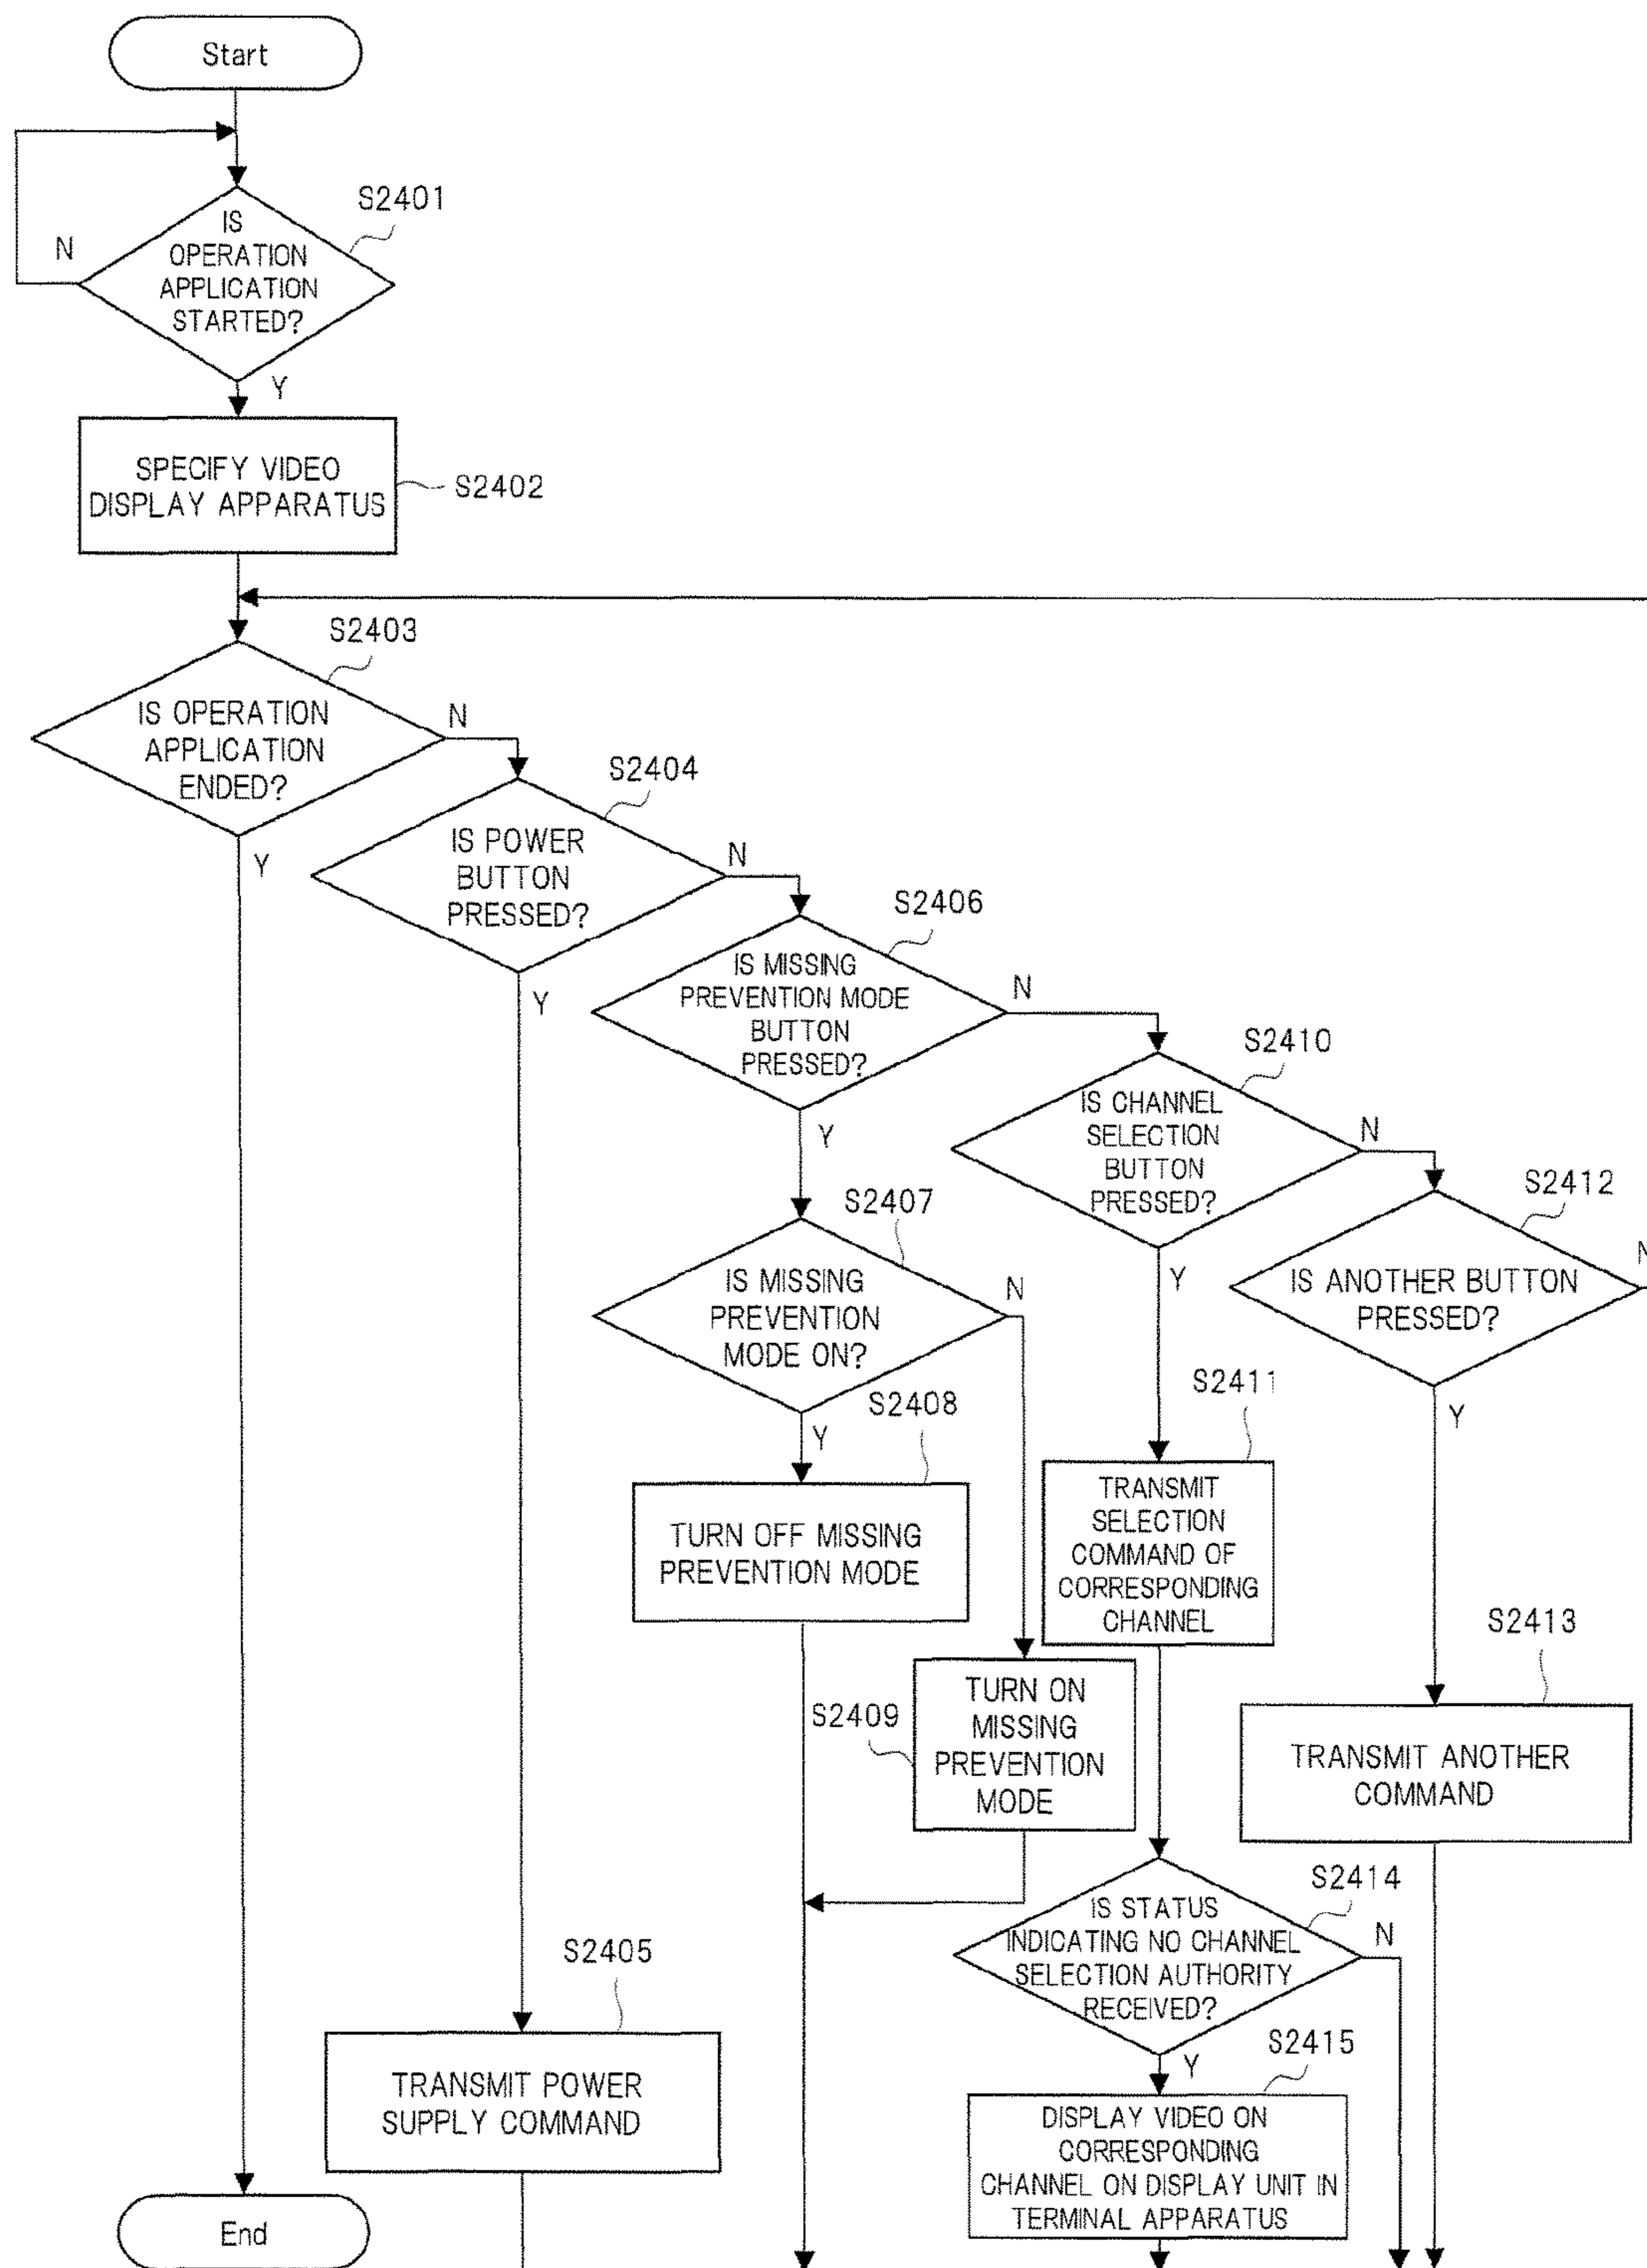 Start
S2401
IS
OPERATION
APPLICATION
STARTED?
N
Y
SPECIFY VIDEO
DISPLAY APPARATUS
S2402
S2403
IS OPERATION
APPLICATION
ENDED?
N
Y
S2404
IS POWER
BUTTON
PRESSED?
N
Y
S2406
IS MISSING
PREVENTION MODE
BUTTON
PRESSED?
N
Y
S2410
IS CHANNEL
SELECTION
BUTTON
PRESSED?
N
Y
S2412
IS ANOTHER BUTTON
PRESSED?
N
Y
S2407
IS MISSING
PREVENTION
MODE ON?
N
Y
S2408
TURN OFF MISSING
PREVENTION MODE
S2411
TRANSMIT
SELECTION
COMMAND OF
CORRESPONDING
CHANNEL
S2409
TURN ON
MISSING
PREVENTION
MODE
S2413
TRANSMIT ANOTHER
COMMAND
S2414
IS STATUS
INDICATING NO CHANNEL
SELECTION AUTHORITY
RECEIVED?
N
Y
S2405
TRANSMIT POWER
SUPPLY COMMAND
S2415
DISPLAY VIDEO ON
CORRESPONDING
CHANNEL ON DISPLAY UNIT IN
TERMINAL APPARATUS
End